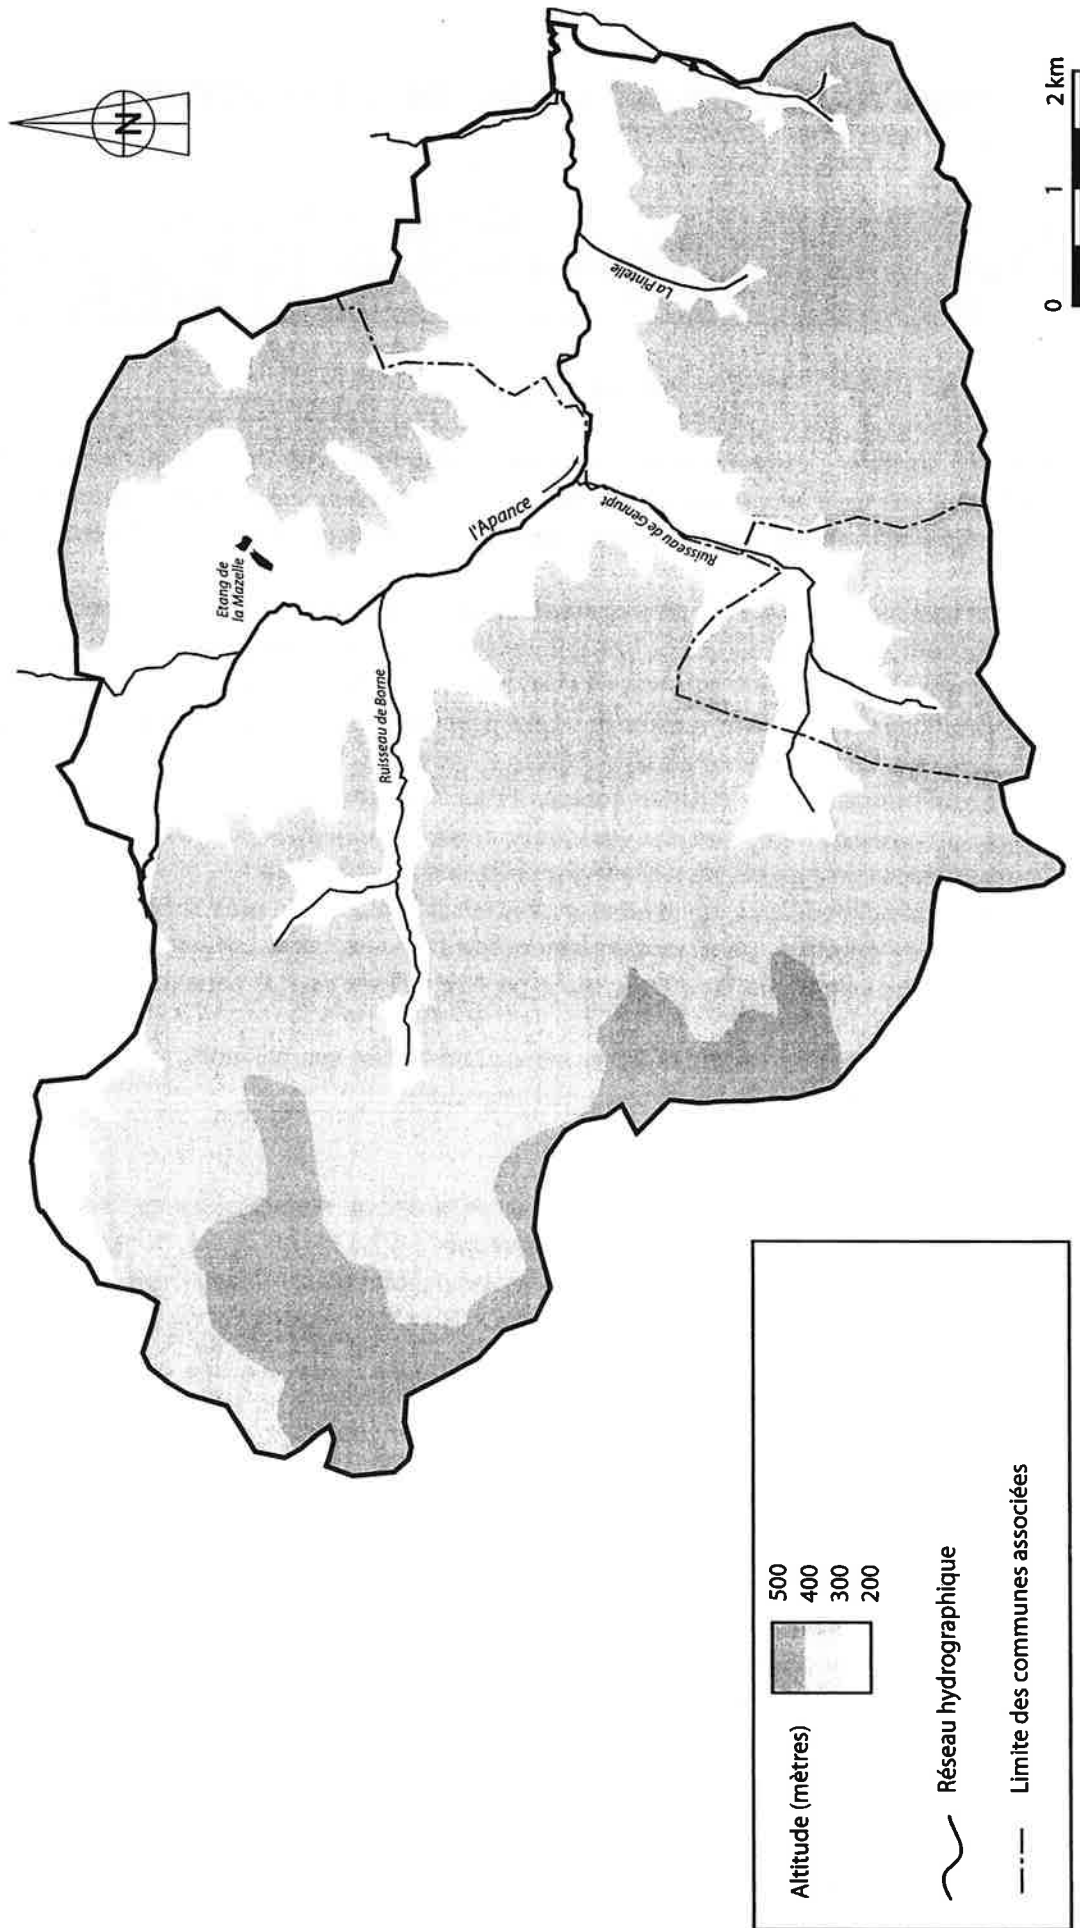 N
Etang de
la Mazelle
l'Apance
Ruisseau de Borne
La Pintelle
Ruisseau de Genrupt
0 1 2 km
Altitude (mètres)
500
400
300
200
Réseau hydrographique
Limite des communes associées